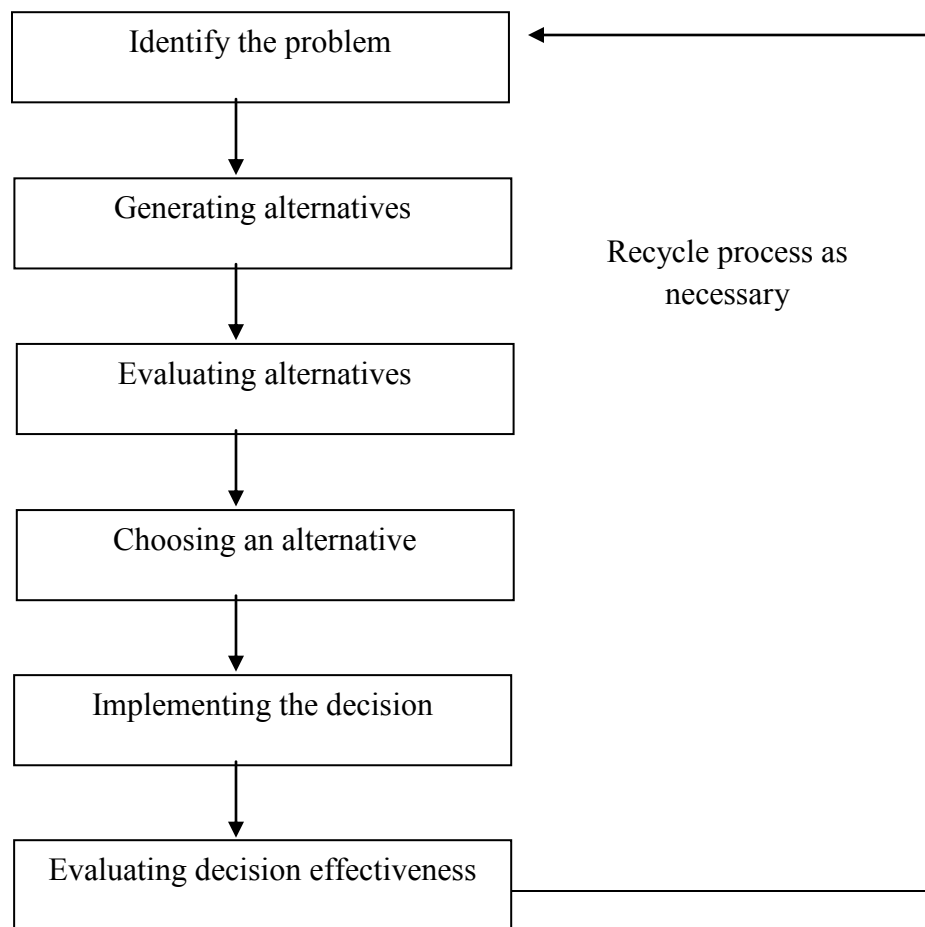 Identify the problem
Generating alternatives
Recycle process as
necessary
Evaluating alternatives
Choosing an alternative
Implementing the decision
Evaluating decision effectiveness